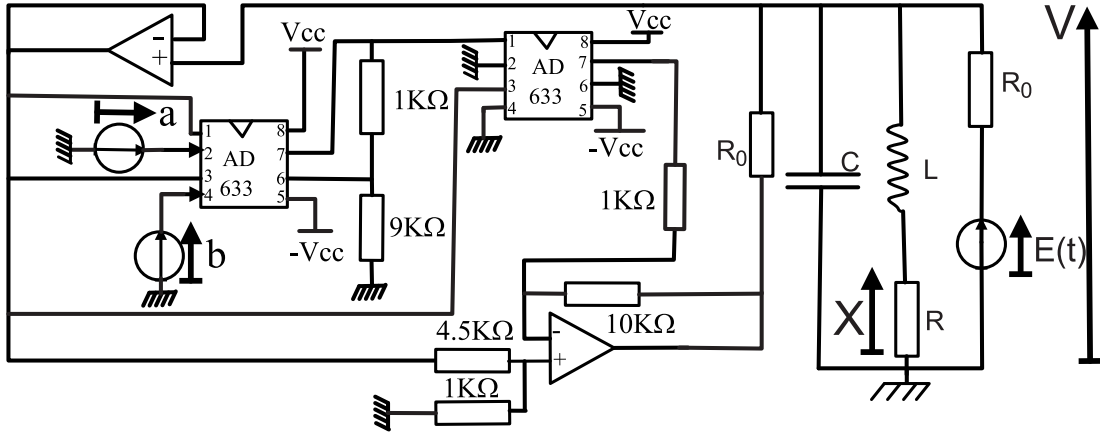 -
+
a
1
2
3
4
AD
633
8
7
6
5
Vcc
-Vcc
b
1KΩ
9KΩ
1
2
3
4
AD
633
8
7
6
5
Vcc
-Vcc
1KΩ
R0
10KΩ
4.5KΩ
1KΩ
-
+
C
L
R
X
R0
E(t)
V